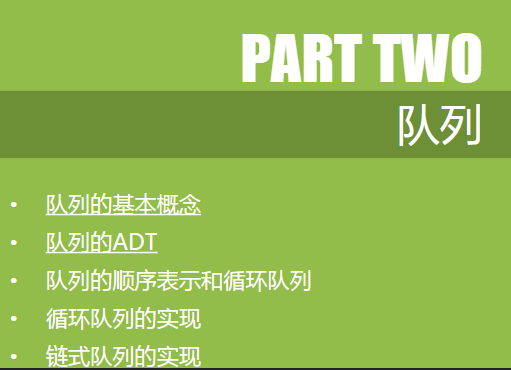 PART TWO
队列
• 队列的基本概念
• 队列的ADT
• 队列的顺序表示和循环队列
• 循环队列的实现
• 链式队列的实现